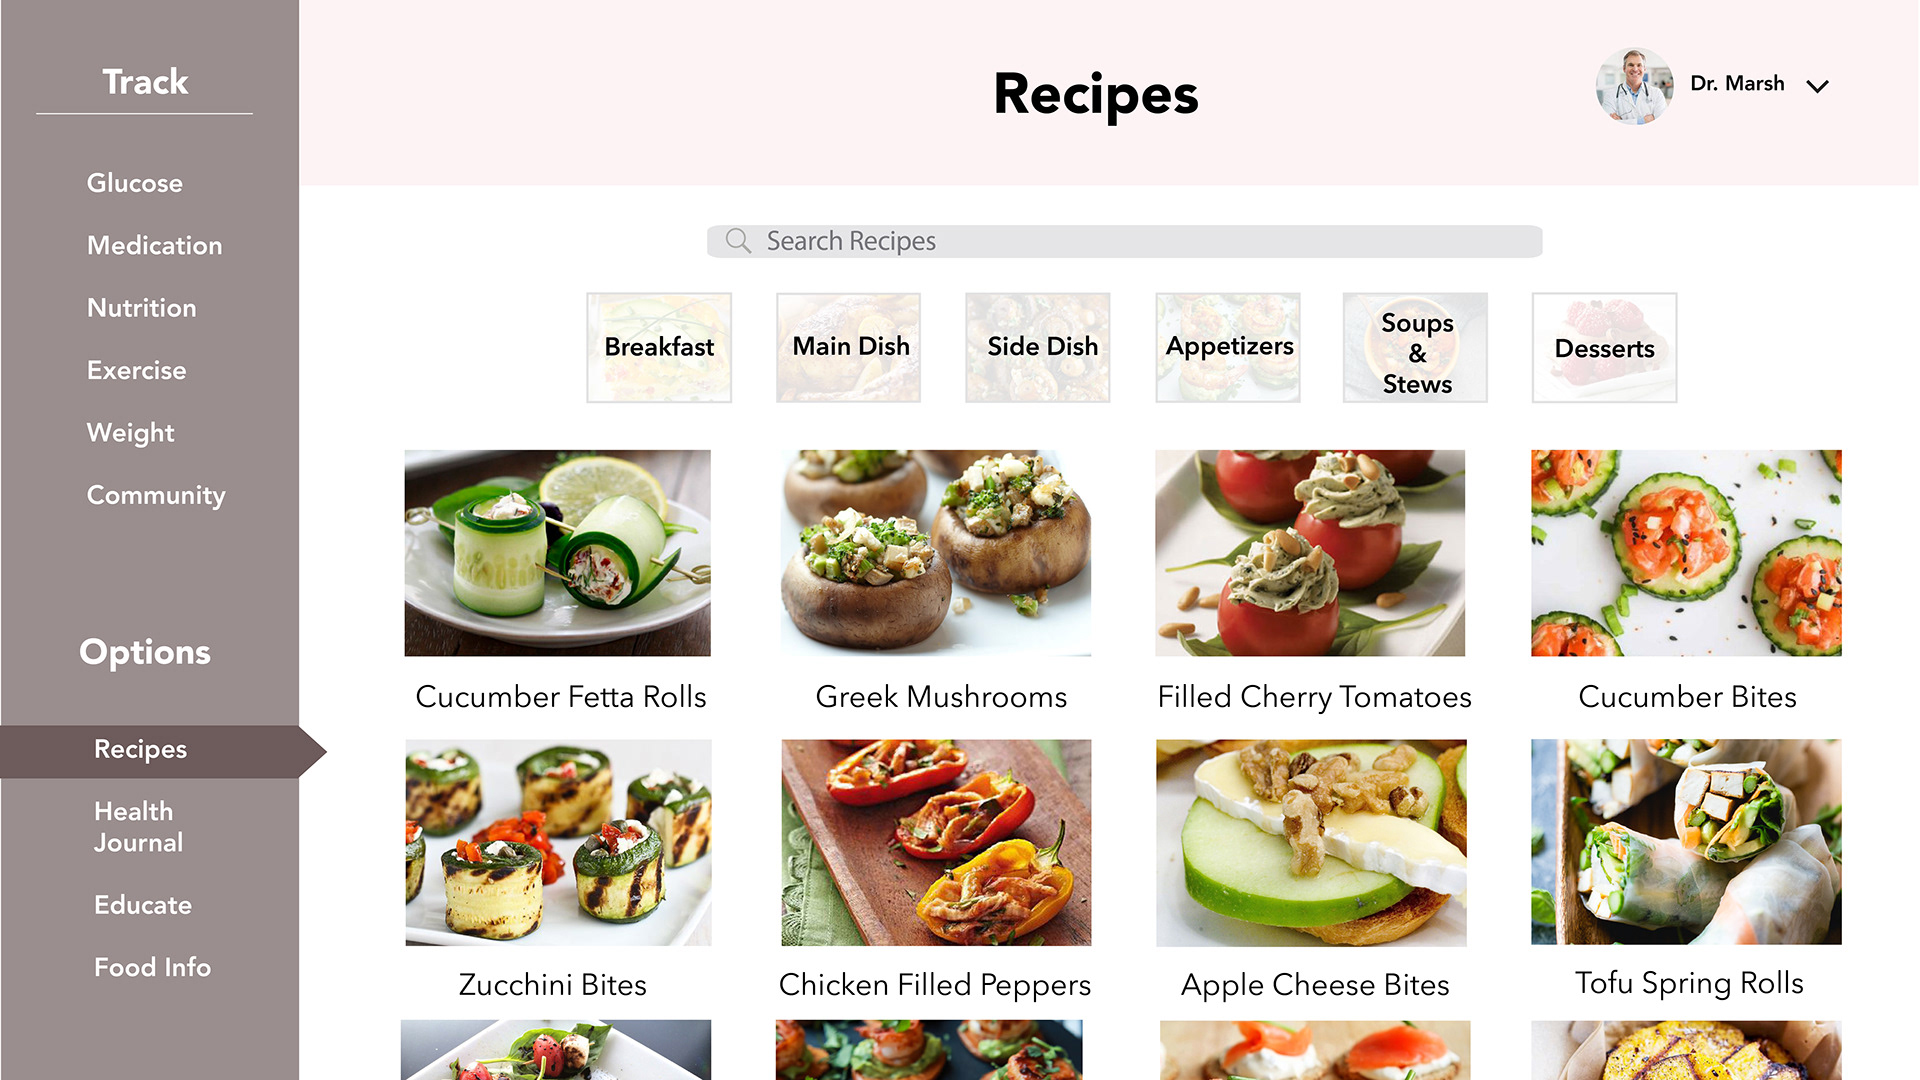 Track
Glucose
Medication
Nutrition
Exercise
Weight
Community
Options
Recipes
Health
Journal
Educate
Food Info
Recipes
Dr. Marsh
Search Recipes
Breakfast
Main Dish
Side Dish
Appetizers
Soups
&
Stews
Desserts
Cucumber Fetta Rolls
Greek Mushrooms
Filled Cherry Tomatoes
Cucumber Bites
Zucchini Bites
Chicken Filled Peppers
Apple Cheese Bites
Tofu Spring Rolls